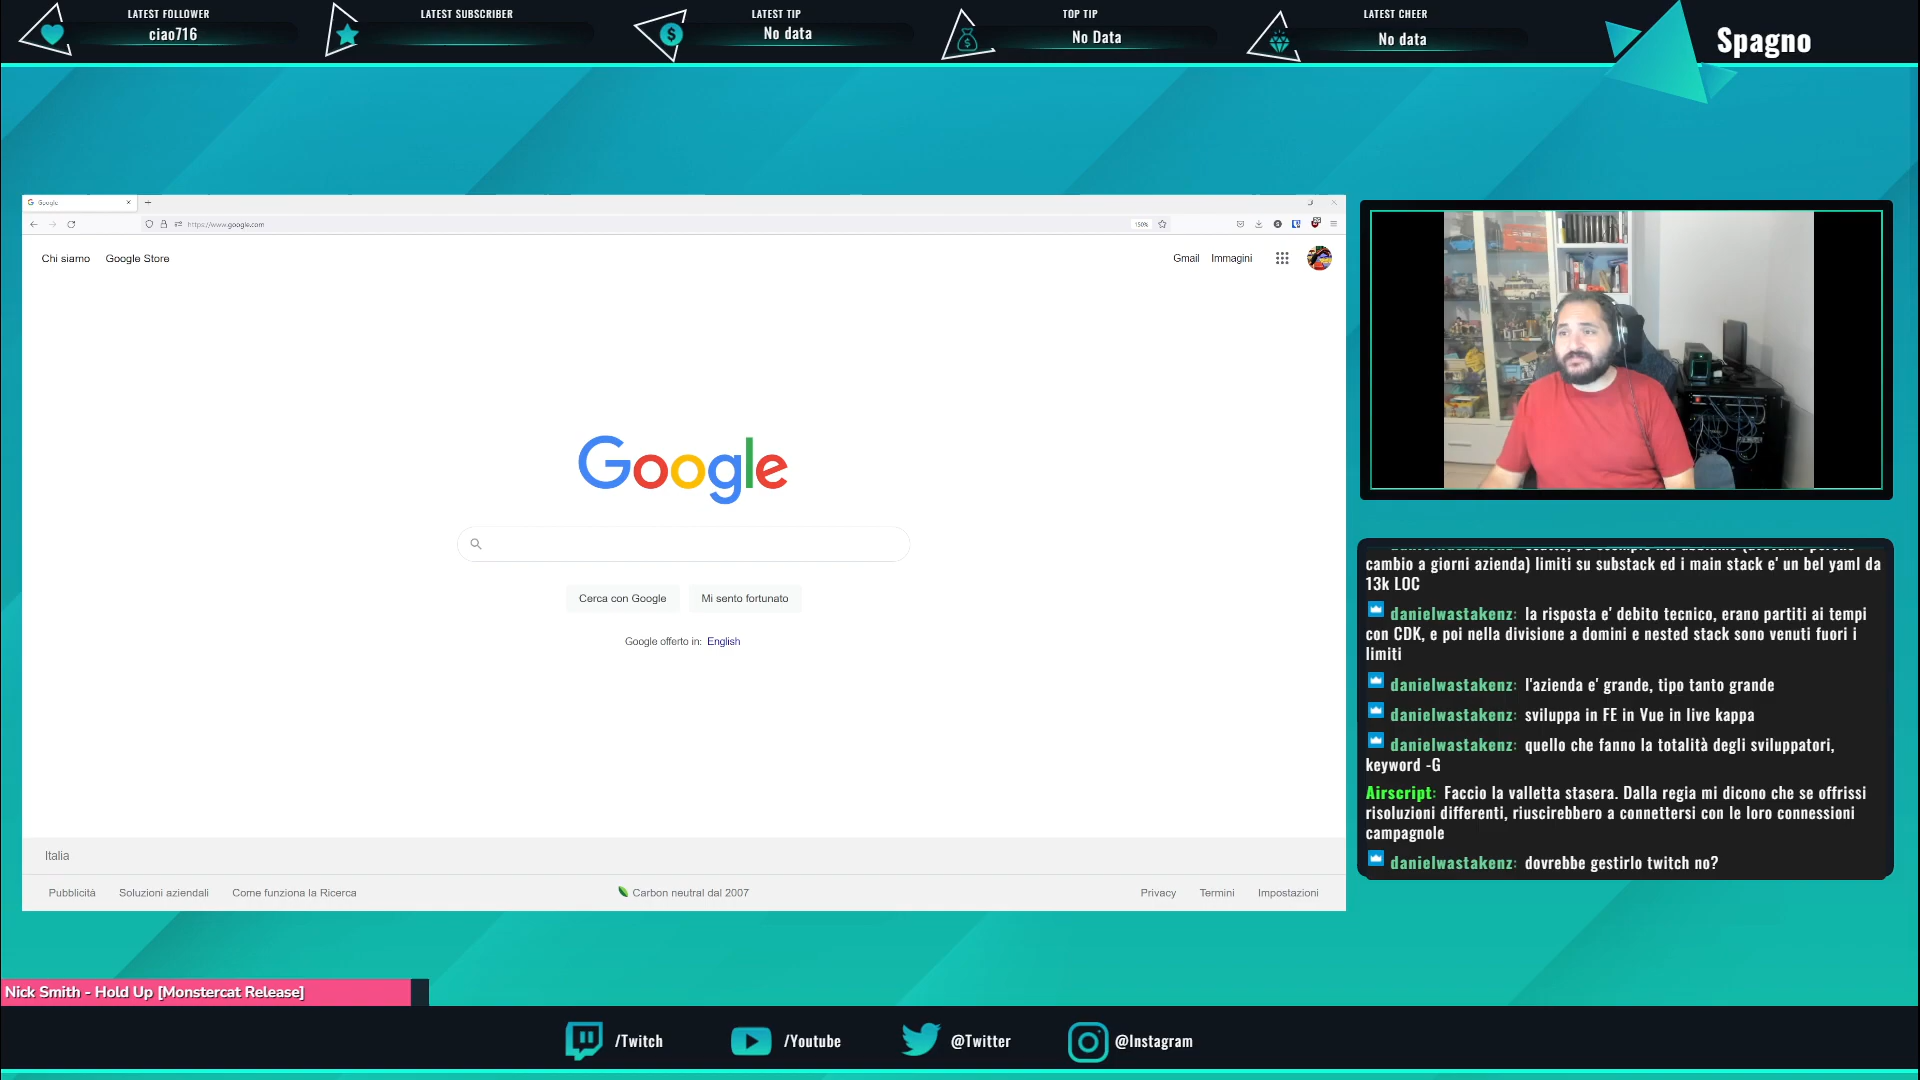 LATEST FOLLOWER
ciao716
LATEST SUBSCRIBER
LATEST TIP
No data
TOP TIP
No Data
LATEST CHEER
No data
Spagno
Google
https://www.google.com
150%
Chi siamo
Google Store
Gmail
Immagini
Google
Cerca con Google
Mi sento fortunato
Google offerto in: English
Italia
Pubblicità
Soluzioni aziendali
Come funziona la Ricerca
Carbon neutral dal 2007
Privacy
Termini
Impostazioni
cambio a giorni azienda) limiti su substack ed i main stack e' un bel yaml da
13k LOC
danielwastakenz: la risposta e' debito tecnico, erano partiti ai tempi
con CDK, e poi nella divisione a domini e nested stack sono venuti fuori i
limiti
danielwastakenz: l'azienda e' grande, tipo tanto grande
danielwastakenz: sviluppa in FE in Vue in live kappa
danielwastakenz: quello che fanno la totalità degli sviluppatori,
keyword -G
Airscript: Faccio la valletta stasera. Dalla regia mi dicono che se offrissi
risoluzioni differenti, riuscirebbero a connettersi con le loro connessioni
campagnole
danielwastakenz: dovrebbe gestirlo twitch no?
Nick Smith - Hold Up [Monstercat Release]
/Twitch
/Youtube
@Twitter
@Instagram